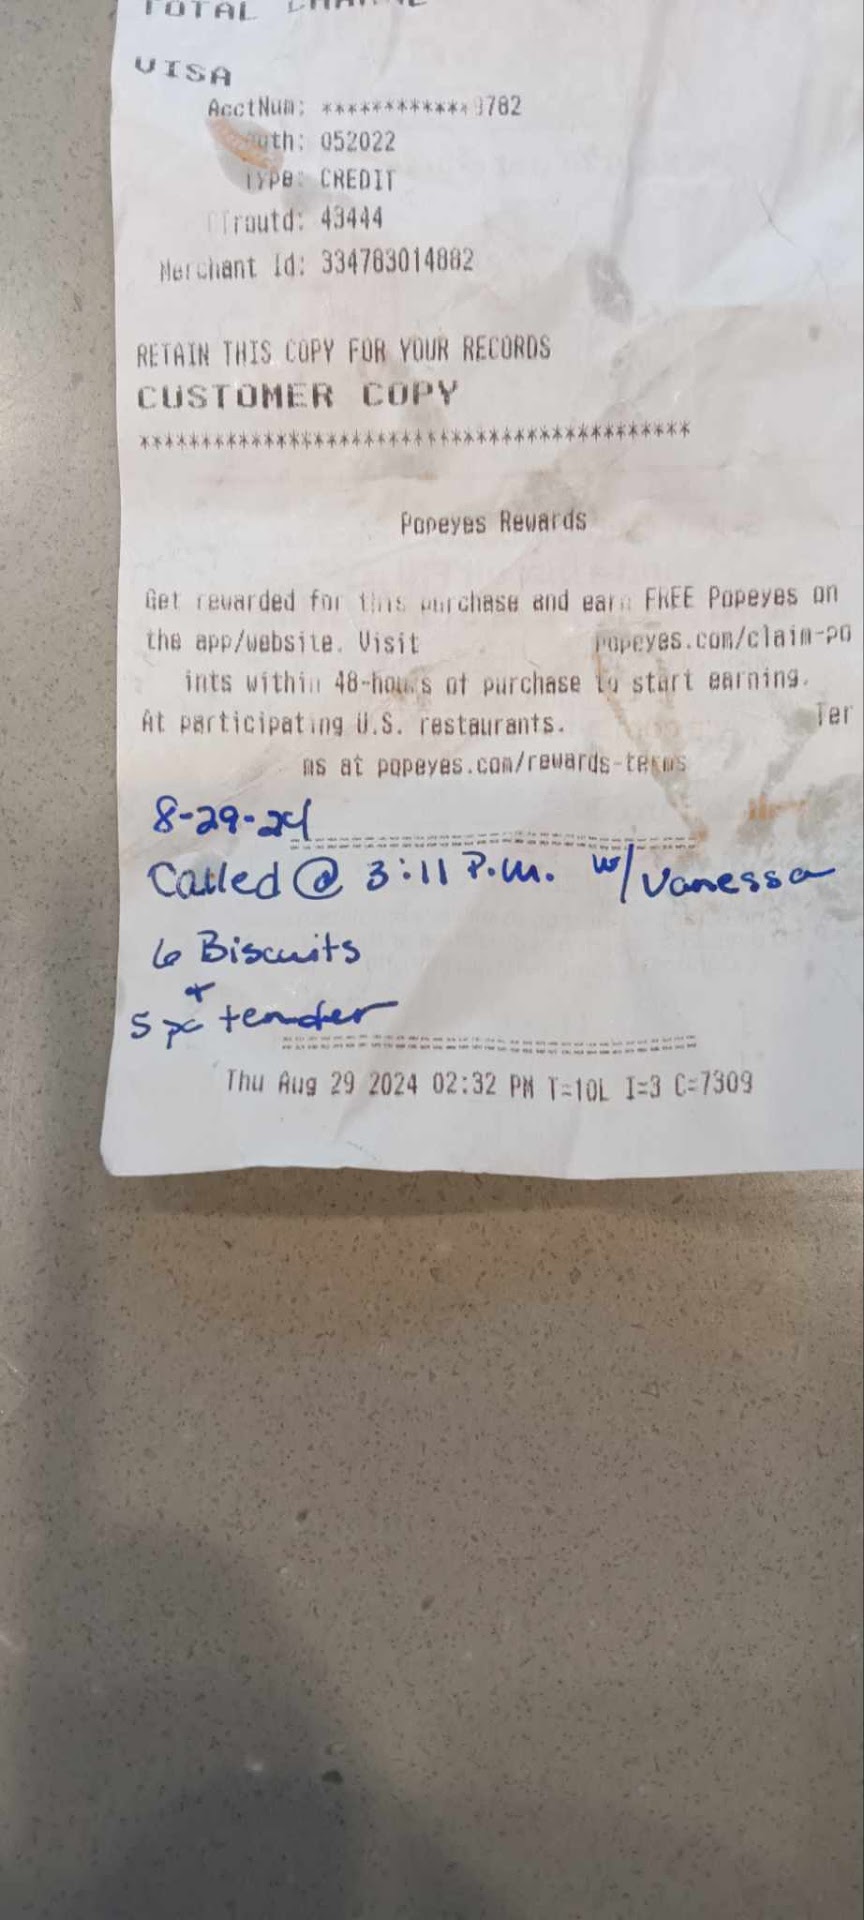 TOTAL
VISA
AcctNum: ************9782
Auth: 052022
Type: CREDIT
Troutd: 43444
Merchant Id: 334783014882
RETAIN THIS COPY FOR YOUR RECORDS
CUSTOMER COPY
********************************************
Popeyes Rewards
Get rewarded for this purchase and earn FREE Popeyes on
the app/website. Visit popeyes.com/claim-po
ints within 48-hours of purchase to start earning.
At participating U.S. restaurants. Ter
ms at popeyes.com/rewards-terms
8-29-24
Called @ 3:11 P.M. w/ Vanessa
6 Biscuits
+
5 pc tender
Thu Aug 29 2024 02:32 PM T=10L I=3 C=7309